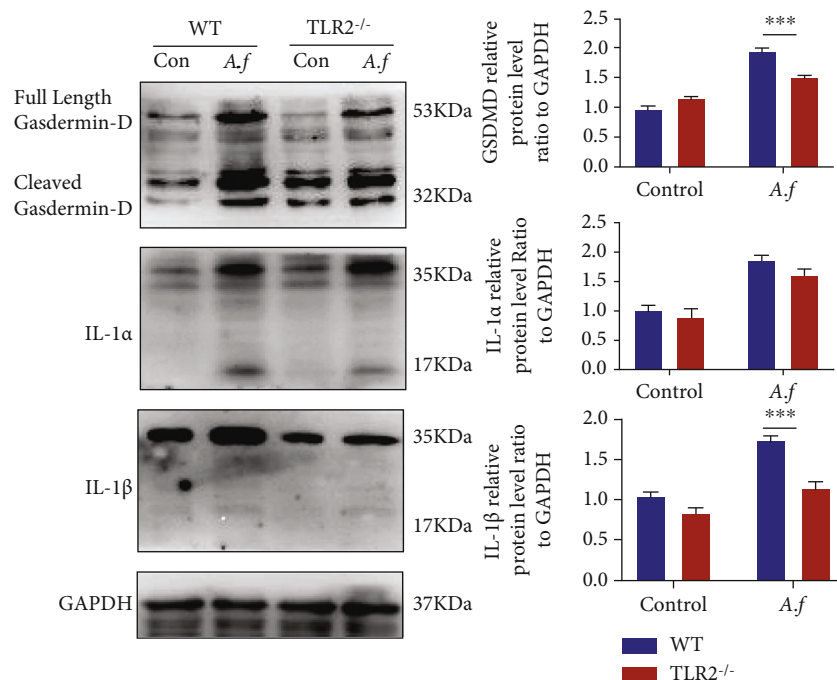 WT
TLR2-/-
Con
A.f
Con
A.f
Full Length
Gasdermin-D
53KDa
Cleaved
Gasdermin-D
32KDa
IL-1α
35KDa
17KDa
IL-1β
35KDa
17KDa
GAPDH
37KDa
GSDMD relative
protein level
ratio to GAPDH
2.5
2.0
1.5
1.0
0.5
0.0
***
Control
A.f
IL-1α relative
protein level Ratio
to GAPDH
2.5
2.0
1.5
1.0
0.5
0.0
Control
A.f
IL-1β relative
protein level ratio
to GAPDH
2.0
1.5
1.0
0.5
0.0
***
Control
A.f
WT
TLR2-/-